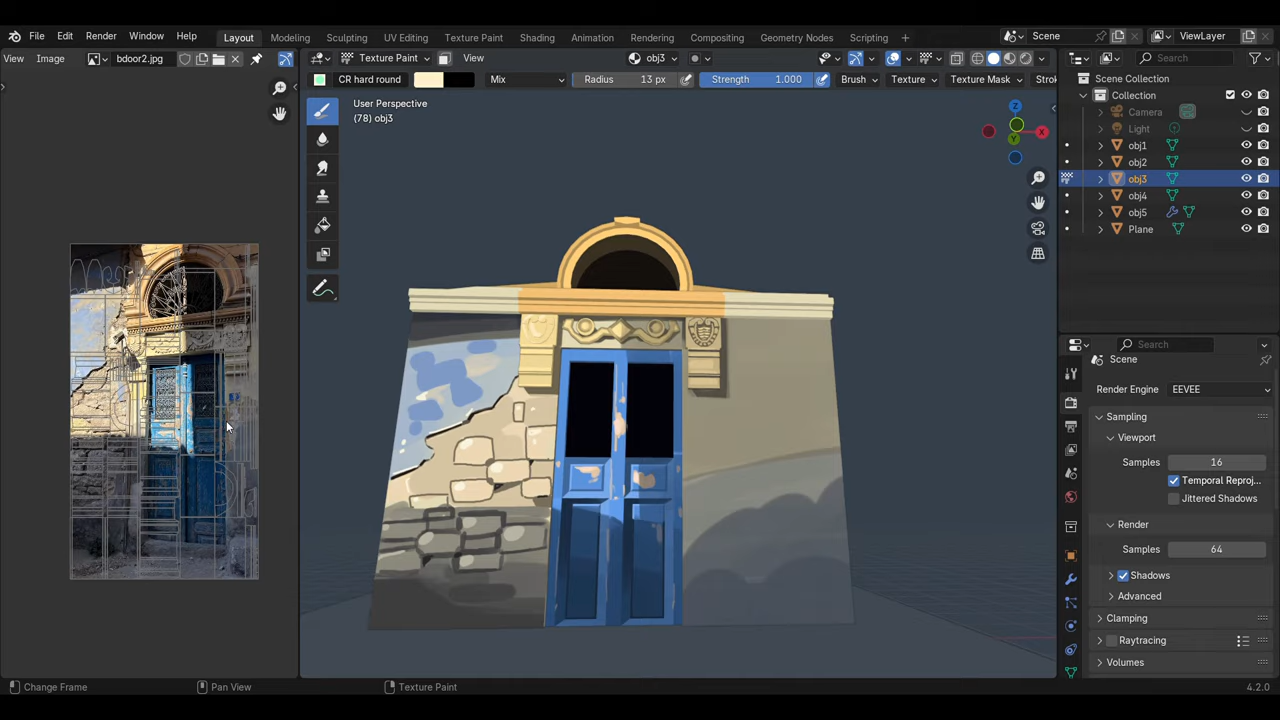 File Edit Render Window Help
Layout Modeling Sculpting UV Editing Texture Paint Shading Animation Rendering Compositing Geometry Nodes Scripting +
Scene
ViewLayer
View Image bdoor2.jpg
Texture Paint View obj3
Search
CR hard round Mix Radius 13 px Strength 1.000 Brush Texture Texture Mask Strok
User Perspective
(78) obj3
Z
Y
X
Scene Collection
Collection
Camera
Light
obj1
obj2
obj3
obj4
obj5
Plane
Search
Scene
Render Engine EEVEE
Sampling
Viewport
Samples 16
Temporal Reproj...
Jittered Shadows
Render
Samples 64
Shadows
Advanced
Clamping
Raytracing
Volumes
Change Frame Pan View Texture Paint 4.2.0